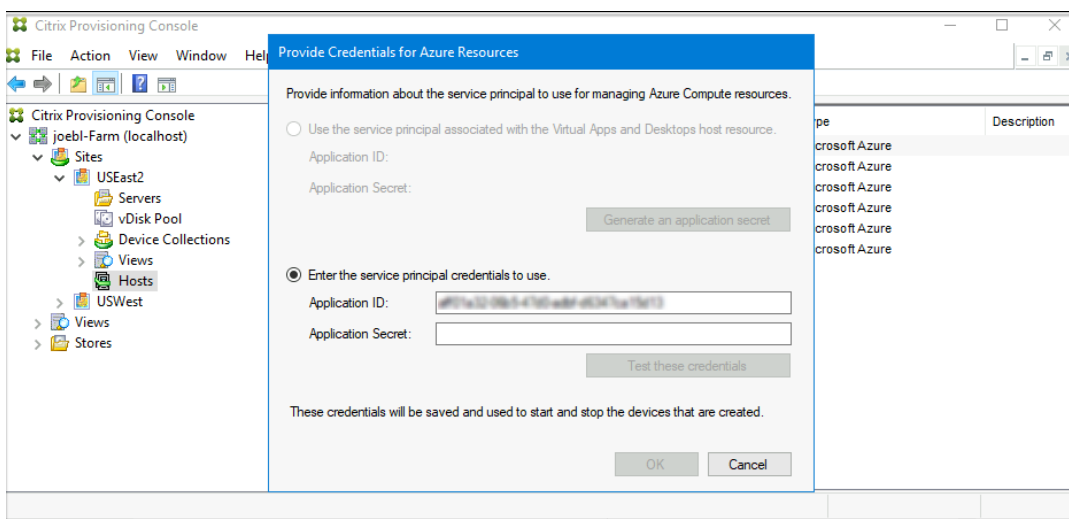 Citrix Provisioning Console
File Action View Window Hel
Citrix Provisioning Console
joebl-Farm (localhost)
Sites
USEast2
Servers
vDisk Pool
Device Collections
Views
Hosts
USWest
Views
Stores
Provide Credentials for Azure Resources
Provide information about the service principal to use for managing Azure Compute resources.
Use the service principal associated with the Virtual Apps and Desktops host resource.
Application ID:
Application Secret:
Generate an application secret
Enter the service principal credentials to use.
Application ID:
Application Secret:
Test these credentials
These credentials will be saved and used to start and stop the devices that are created.
OK Cancel
pe Description
crosoft Azure
crosoft Azure
crosoft Azure
crosoft Azure
crosoft Azure
crosoft Azure